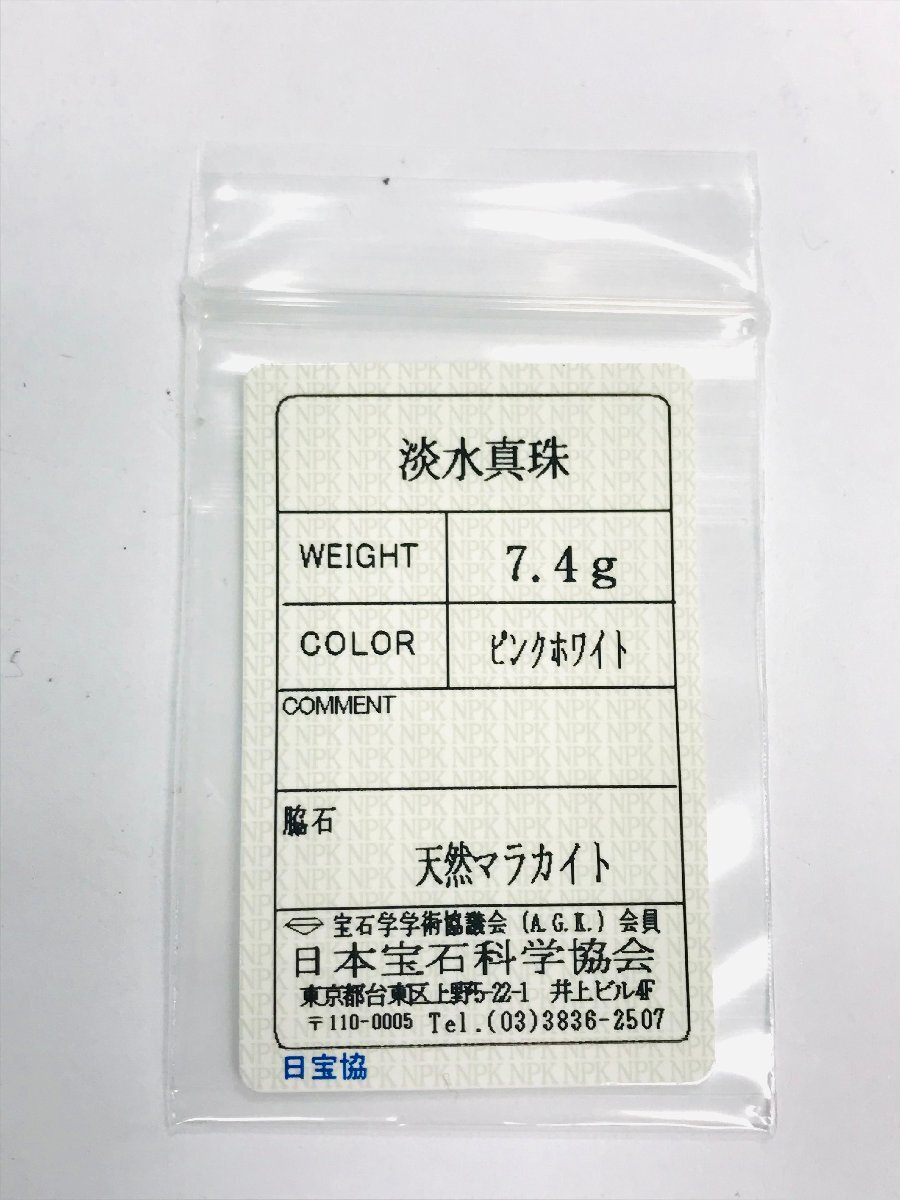 淡水真珠
WEIGHT 7.4g
COLOR ピンクホワイト
COMMENT
脇石
天然マラカイト
宝石学学術協議会(A.G.K.)会員
日本宝石科学協会
東京都台東区上野5-22-1 井上ビル4F
〒110-0005 Tel.(03)3836-2507
日宝協